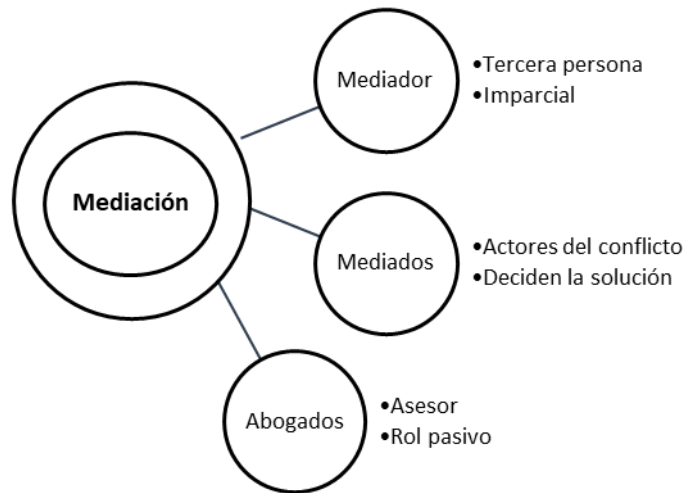 Mediación
Mediador
•Tercera persona
•Imparcial
Mediados
•Actores del conflicto
•Deciden la solución
Abogados
•Asesor
•Rol pasivo